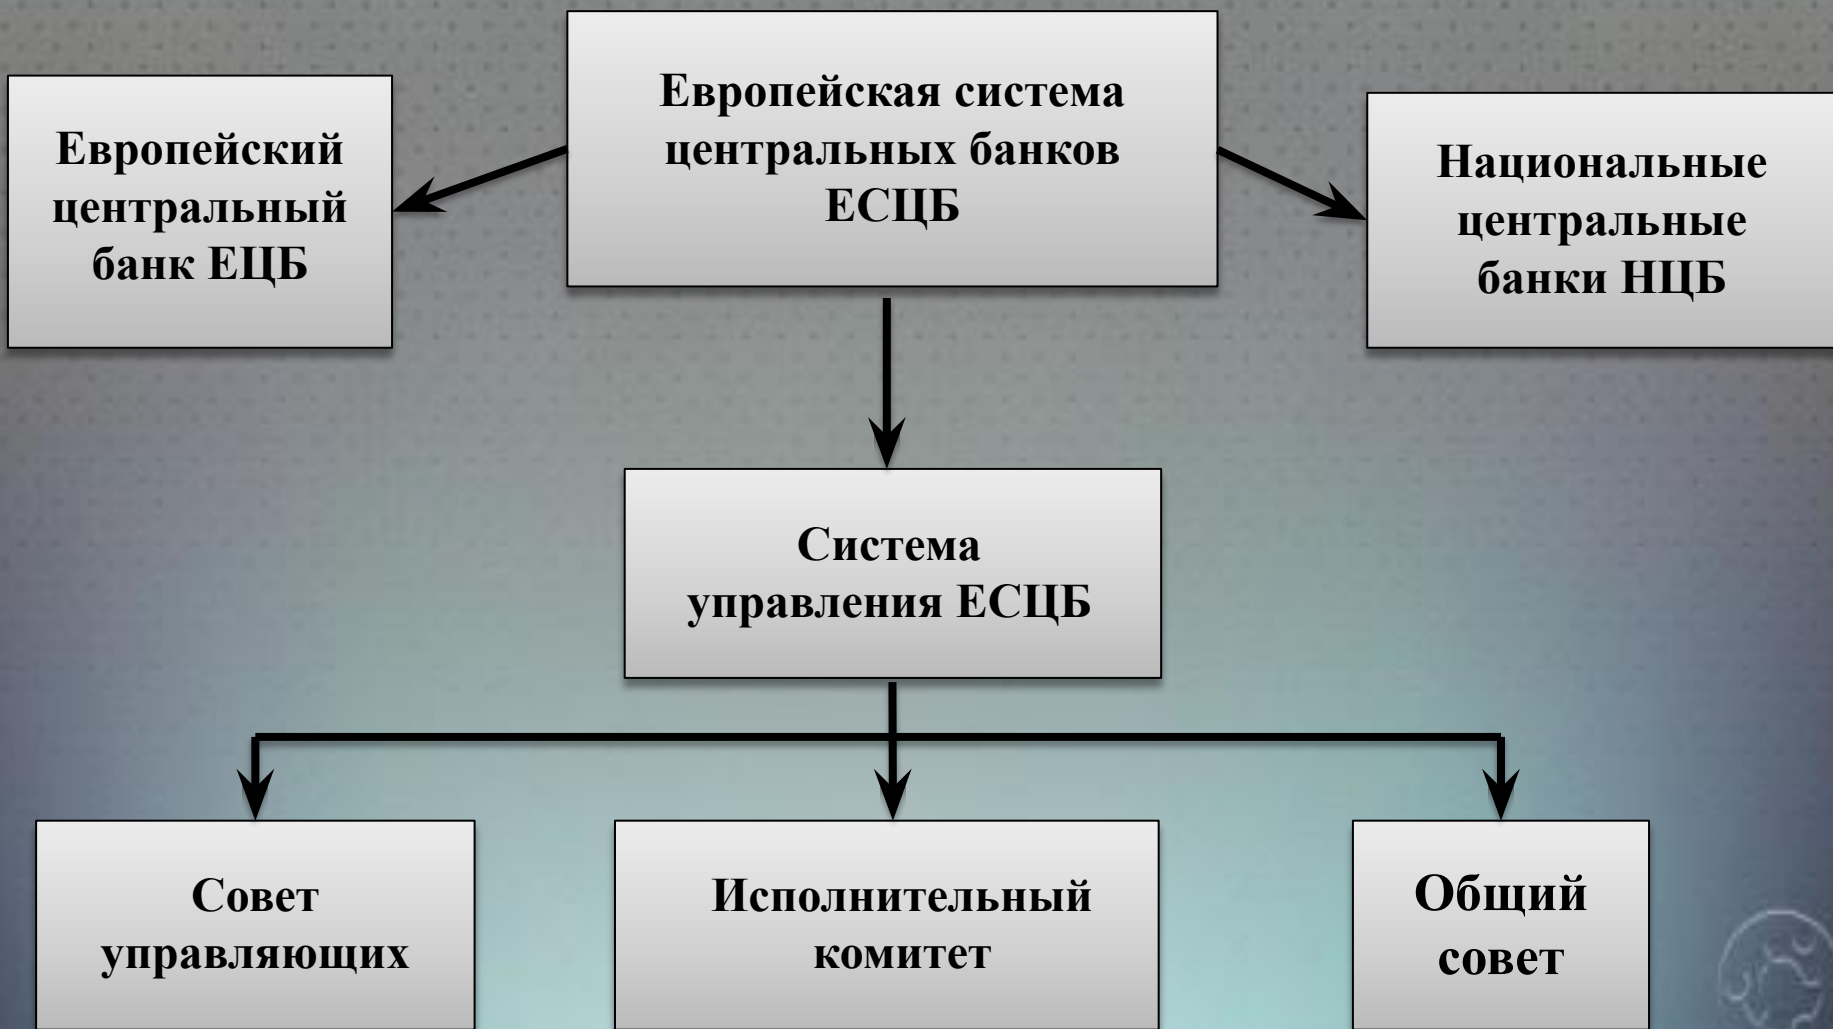 Европейская система
центральных банков
ЕСЦБ
Европейский
центральный
банк ЕЦБ
Национальные
центральные
банки НЦБ
Система
управления ЕСЦБ
Совет
управляющих
Исполнительный
комитет
Общий
совет